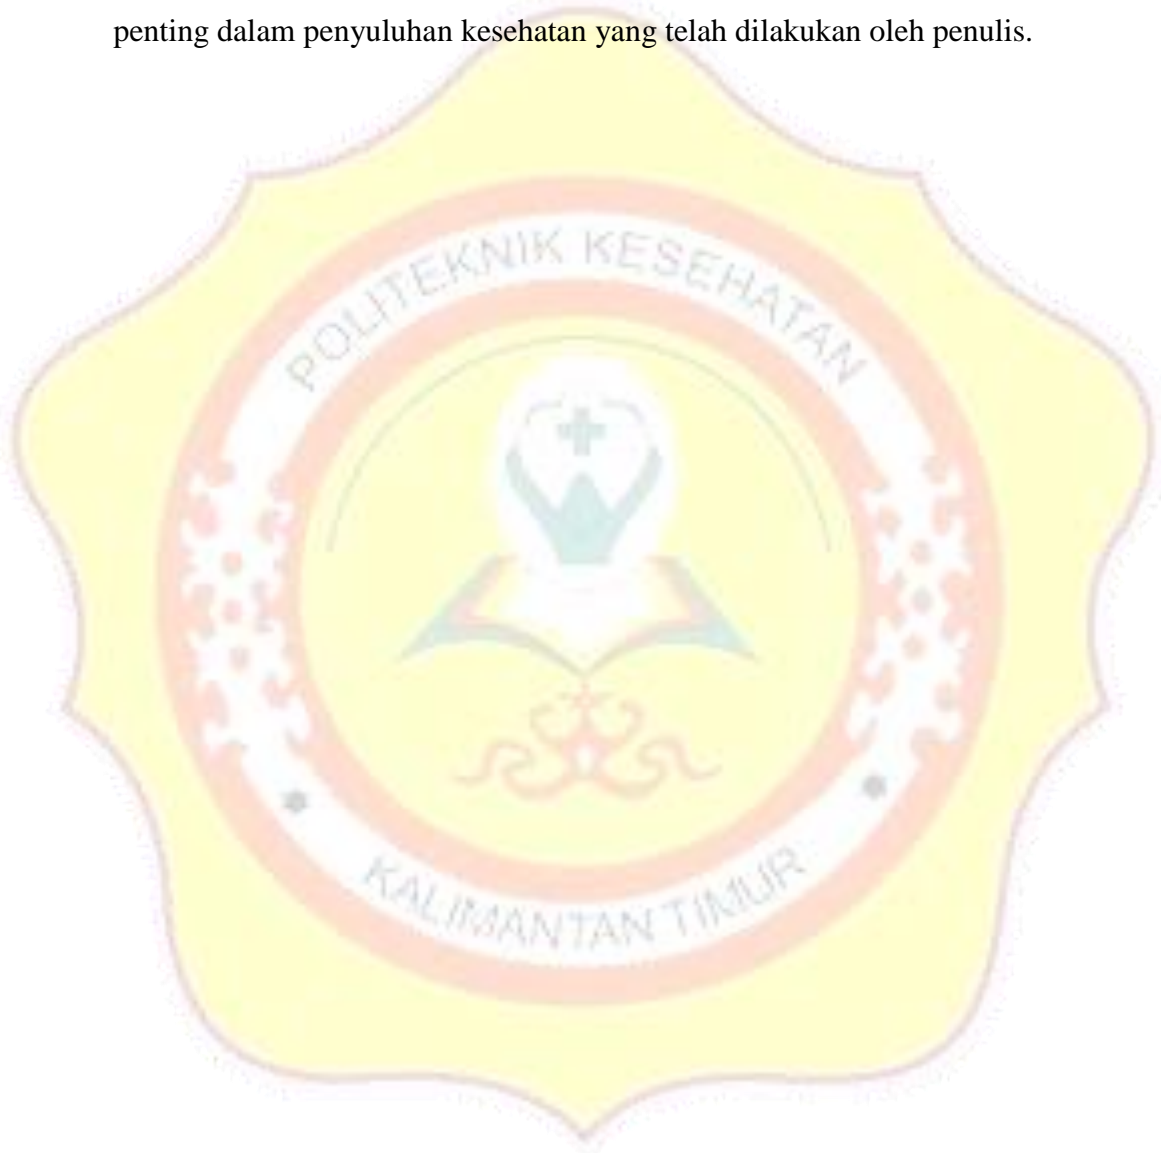 penting dalam penyuluhan kesehatan yang telah dilakukan oleh penulis.
POLITEKNIK KESEHATAN
KALIMANTAN TIMUR